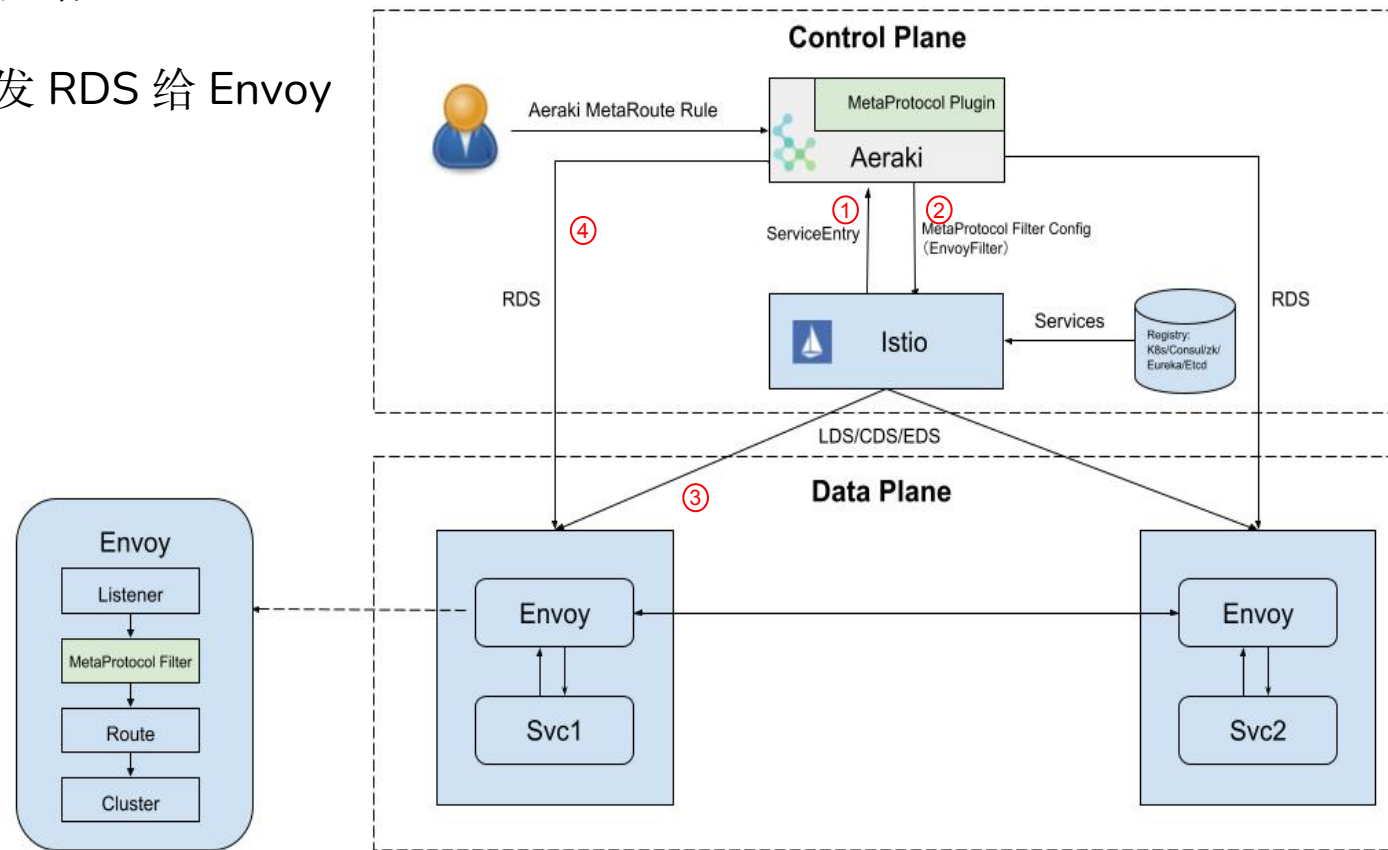 发 RDS 给 Envoy
Control Plane
Aeraki MetaRoute Rule
MetaProtocol Plugin
Aeraki
①
②
④
ServiceEntry
MetaProtocol Filter Config
（EnvoyFilter）
RDS
RDS
Istio
Services
Registry:
K8s/Consul/zk/
Eureka/Etcd
LDS/CDS/EDS
③
Data Plane
Envoy
Listener
MetaProtocol Filter
Route
Cluster
Envoy
Svc1
Envoy
Svc2